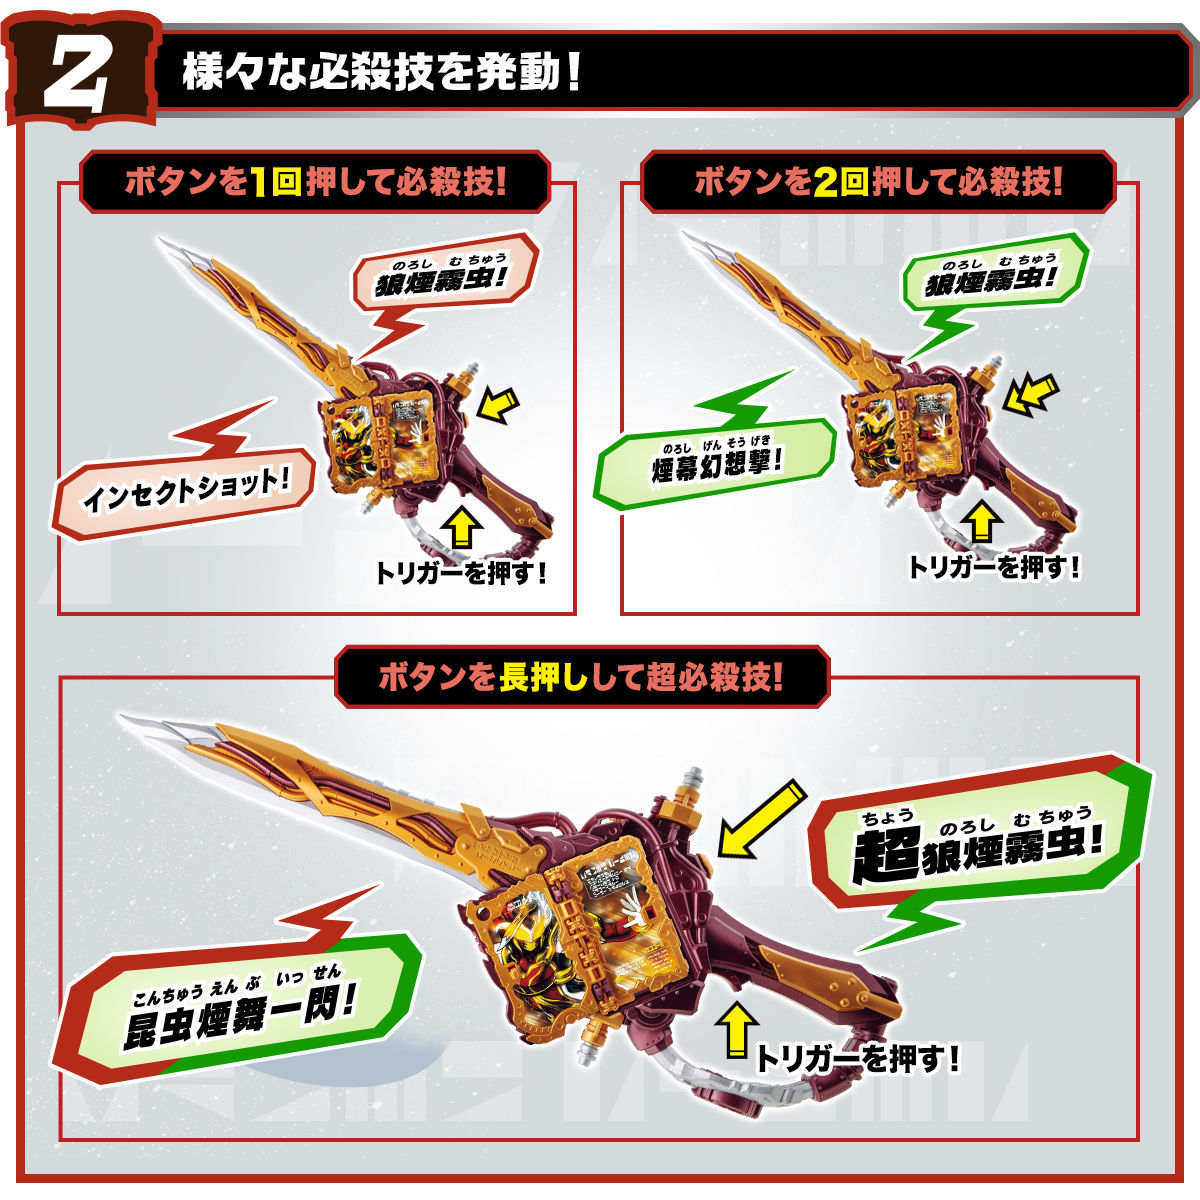 2
様々な必殺技を発動!
ボタンを1回押して必殺技!
のろし む ちゅう
狼煙霧虫!
インセクトショット!
トリガーを押す!
ボタンを2回押して必殺技!
のろし む ちゅう
狼煙霧虫!
のろし げん そう げき
煙幕幻想撃!
トリガーを押す!
ボタンを長押しして超必殺技!
ちょう のろし む ちゅう
超狼煙霧虫!
こんちゅう えん ぶ いっ せん
昆虫煙舞一閃!
トリガーを押す!